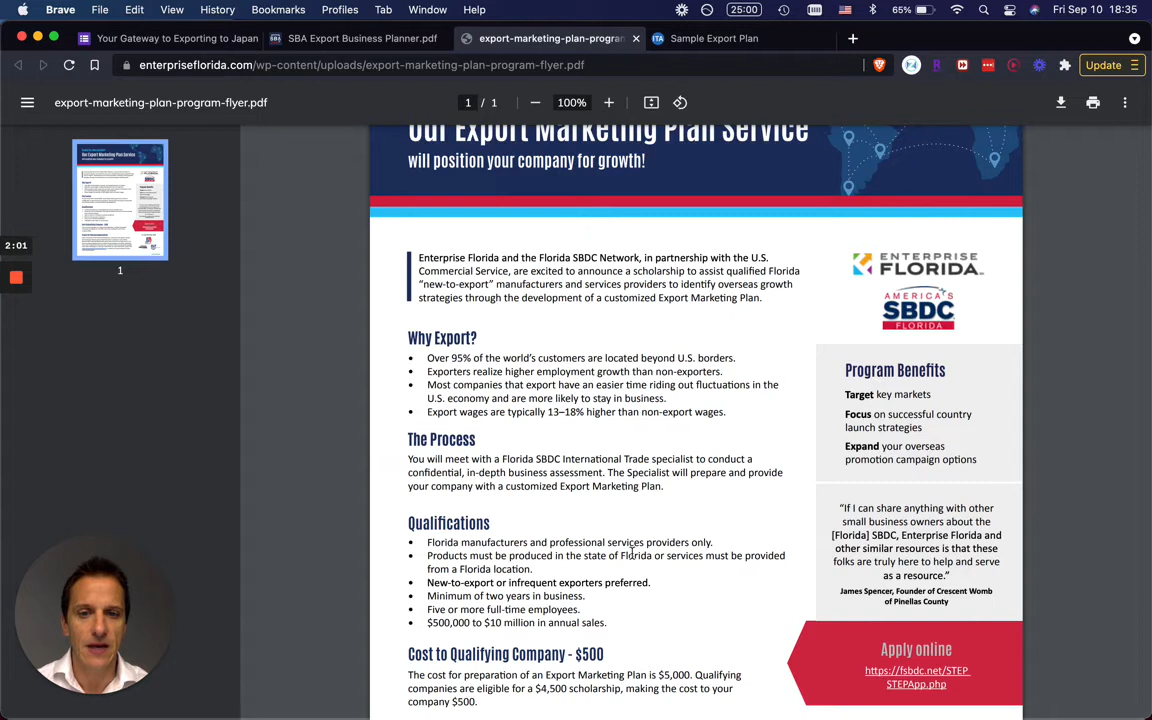 Brave File Edit View History Bookmarks Profiles Tab Window Help 25:00 65% Fri Sep 10 18:35
Your Gateway to Exporting to Japan SBA SBA Export Business Planner.pdf export-marketing-plan-progran ITA Sample Export Plan
enterpriseflorida.com/wp-content/uploads/export-marketing-plan-program-flyer.pdf Update
export-marketing-plan-program-flyer.pdf 1 / 1 100%
2:01
1
Our Export Marketing Plan Service
will position your company for growth!
Enterprise Florida and the Florida SBDC Network, in partnership with the U.S.
Commercial Service, are excited to announce a scholarship to assist qualified Florida
“new-to-export” manufacturers and services providers to identify overseas growth
strategies through the development of a customized Export Marketing Plan.
Why Export?
• Over 95% of the world’s customers are located beyond U.S. borders.
• Exporters realize higher employment growth than non-exporters.
• Most companies that export have an easier time riding out fluctuations in the
U.S. economy and are more likely to stay in business.
• Export wages are typically 13–18% higher than non-export wages.
The Process
You will meet with a Florida SBDC International Trade specialist to conduct a
confidential, in-depth business assessment. The Specialist will prepare and provide
your company with a customized Export Marketing Plan.
Qualifications
• Florida manufacturers and professional services providers only.
• Products must be produced in the state of Florida or services must be provided
from a Florida location.
• New-to-export or infrequent exporters preferred.
• Minimum of two years in business.
• Five or more full-time employees.
• $500,000 to $10 million in annual sales.
Cost to Qualifying Company - $500
The cost for preparation of an Export Marketing Plan is $5,000. Qualifying
companies are eligible for a $4,500 scholarship, making the cost to your
company $500.
ENTERPRISE
FLORIDA
AMERICA'S
SBDC
FLORIDA
Program Benefits
Target key markets
Focus on successful country
launch strategies
Expand your overseas
promotion campaign options
“If I can share anything with other
small business owners about the
[Florida] SBDC, Enterprise Florida and
other similar resources is that these
folks are truly here to help and serve
as a resource.”
James Spencer, Founder of Crescent Womb
of Pinellas County
Apply online
https://fsbdc.net/STEP
STEPApp.php